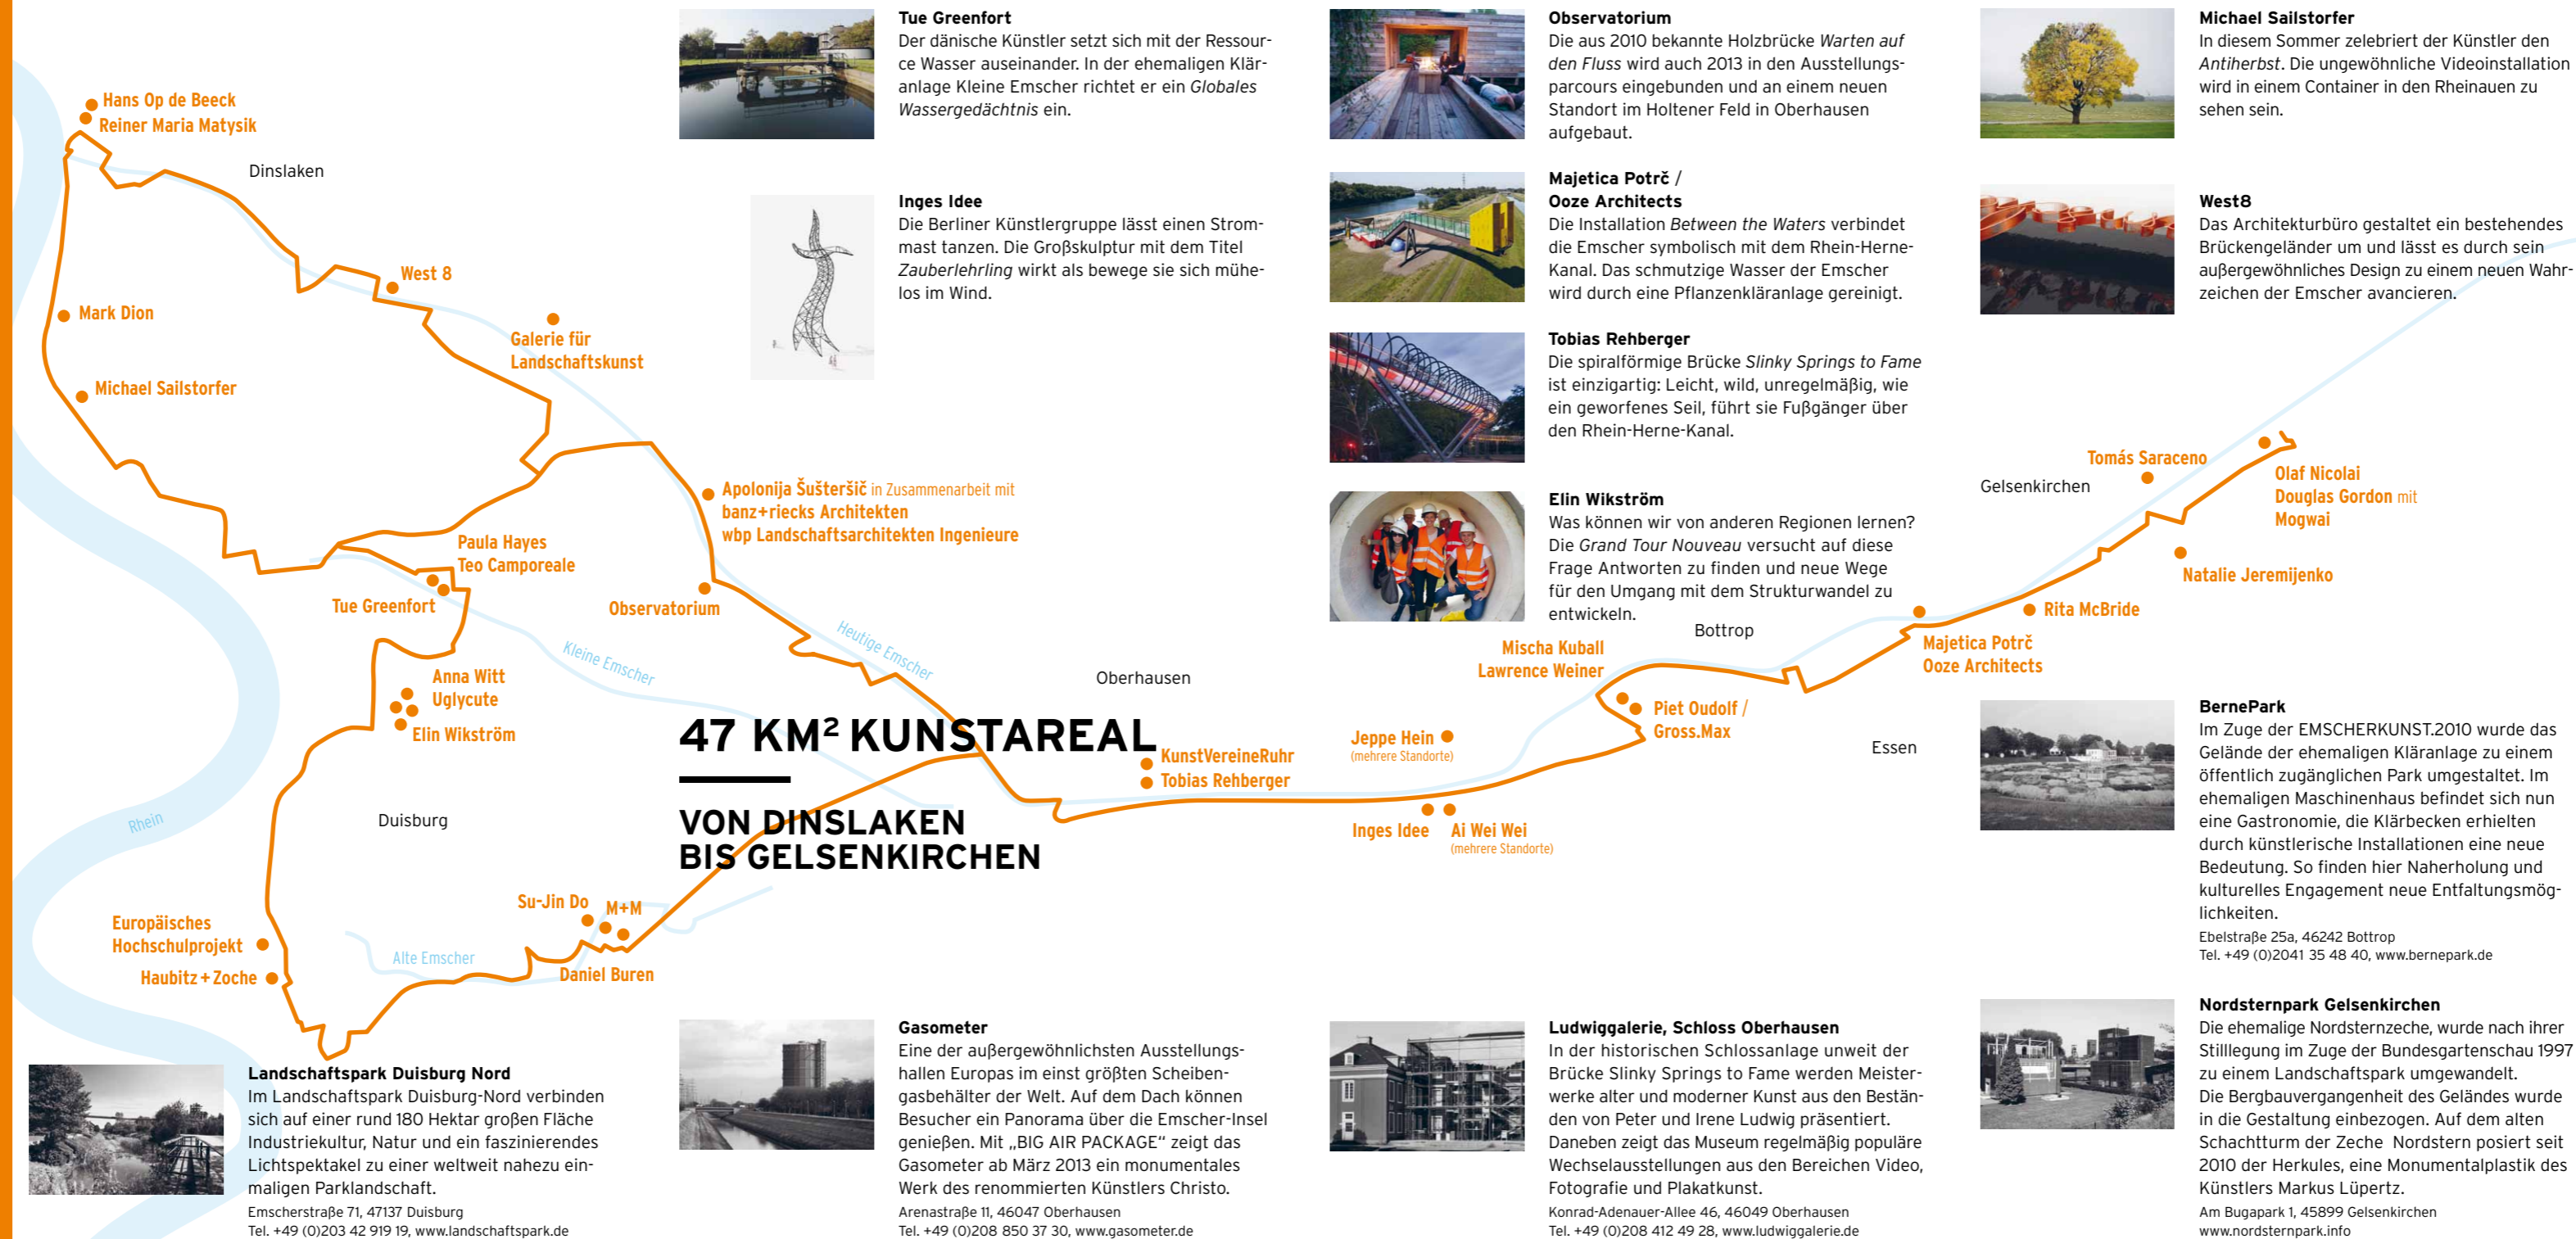 Hans Op de Beeck
Reiner Maria Matysik
Dinslaken
West 8
Mark Dion
Galerie für
Landschaftskunst
Michael Sailstorfer
Apolonija Šušteršič in Zusammenarbeit mit
banz+riecks Architekten
wbp Landschaftsarchitekten Ingenieure
Paula Hayes
Teo Camporeale
Tue Greenfort
Observatorium
Kleine Emscher
Heutige Emscher
Anna Witt
Uglycute
Elin Wikström
Oberhausen
Rhein
Duisburg
47 KM² KUNSTAREAL
VON DINSLAKEN
BIS GELSENKIRCHEN
KunstVereineRuhr
Tobias Rehberger
Jeppe Hein
(mehrere Standorte)
Inges Idee
Ai Wei Wei
(mehrere Standorte)
Mischa Kuball
Lawrence Weiner
Piet Oudolf /
Gross.Max
Bottrop
Essen
Majetica Potrč
Ooze Architects
Rita McBride
Natalie Jeremijenko
Gelsenkirchen
Tomás Saraceno
Olaf Nicolai
Douglas Gordon mit
Mogwai
Europäisches
Hochschulprojekt
Haubitz+Zoche
Alte Emscher
Su-Jin Do
M+M
Daniel Buren
Tue Greenfort
Der dänische Künstler setzt sich mit der Ressour-
ce Wasser auseinander. In der ehemaligen Klär-
anlage Kleine Emscher richtet er ein Globales
Wassergedächtnis ein.
Inges Idee
Die Berliner Künstlergruppe lässt einen Strom-
mast tanzen. Die Großskulptur mit dem Titel
Zauberlehrling wirkt als bewege sie sich mühe-
los im Wind.
Observatorium
Die aus 2010 bekannte Holzbrücke Warten auf
den Fluss wird auch 2013 in den Ausstellungs-
parcours eingebunden und an einem neuen
Standort im Holtener Feld in Oberhausen
aufgebaut.
Majetica Potrč /
Ooze Architects
Die Installation Between the Waters verbindet
die Emscher symbolisch mit dem Rhein-Herne-
Kanal. Das schmutzige Wasser der Emscher
wird durch eine Pflanzenkläranlage gereinigt.
Tobias Rehberger
Die spiralförmige Brücke Slinky Springs to Fame
ist einzigartig: Leicht, wild, unregelmäßig, wie
ein geworfenes Seil, führt sie Fußgänger über
den Rhein-Herne-Kanal.
Elin Wikström
Was können wir von anderen Regionen lernen?
Die Grand Tour Nouveau versucht auf diese
Frage Antworten zu finden und neue Wege
für den Umgang mit dem Strukturwandel zu
entwickeln.
Michael Sailstorfer
In diesem Sommer zelebriert der Künstler den
Antiherbst. Die ungewöhnliche Videoinstallation
wird in einem Container in den Rheinauen zu
sehen sein.
West8
Das Architekturbüro gestaltet ein bestehendes
Brückengeländer um und lässt es durch sein
außergewöhnliches Design zu einem neuen Wahr-
zeichen der Emscher avancieren.
BernePark
Im Zuge der EMSCHERKUNST.2010 wurde das
Gelände der ehemaligen Kläranlage zu einem
öffentlich zugänglichen Park umgestaltet. Im
ehemaligen Maschinenhaus befindet sich nun
eine Gastronomie, die Klärbecken erhielten
durch künstlerische Installationen eine neue
Bedeutung. So finden hier Naherholung und
kulturelles Engagement neue Entfaltungsmög-
lichkeiten.
Ebelstraße 25a, 46242 Bottrop
Tel. +49 (0)2041 35 48 40, www.bernepark.de
Landschaftspark Duisburg Nord
Im Landschaftspark Duisburg-Nord verbinden
sich auf einer rund 180 Hektar großen Fläche
Industriekultur, Natur und ein faszinierendes
Lichtspektakel zu einer weltweit nahezu ein-
maligen Parklandschaft.
Emscherstraße 71, 47137 Duisburg
Tel. +49 (0)203 42 919 19, www.landschaftspark.de
Gasometer
Eine der außergewöhnlichsten Ausstellungs-
hallen Europas im einst größten Scheiben-
gasbehälter der Welt. Auf dem Dach können
Besucher ein Panorama über die Emscher-Insel
genießen. Mit „BIG AIR PACKAGE“ zeigt das
Gasometer ab März 2013 ein monumentales
Werk des renommierten Künstlers Christo.
Arenastraße 11, 46047 Oberhausen
Tel. +49 (0)208 850 37 30, www.gasometer.de
Ludwiggalerie, Schloss Oberhausen
In der historischen Schlossanlage unweit der
Brücke Slinky Springs to Fame werden Meister-
werke alter und moderner Kunst aus den Bestän-
den von Peter und Irene Ludwig präsentiert.
Daneben zeigt das Museum regelmäßig populäre
Wechselausstellungen aus den Bereichen Video,
Fotografie und Plakatkunst.
Konrad-Adenauer-Allee 46, 46049 Oberhausen
Tel. +49 (0)208 412 49 28, www.ludwiggalerie.de
Nordsternpark Gelsenkirchen
Die ehemalige Nordsternzeche, wurde nach ihrer
Stilllegung im Zuge der Bundesgartenschau 1997
zu einem Landschaftspark umgewandelt.
Die Bergbauvergangenheit des Geländes wurde
in die Gestaltung einbezogen. Auf dem alten
Schachtturm der Zeche Nordstern posiert seit
2010 der Herkules, eine Monumentalplastik des
Künstlers Markus Lüpertz.
Am Bugapark 1, 45899 Gelsenkirchen
www.nordsternpark.info